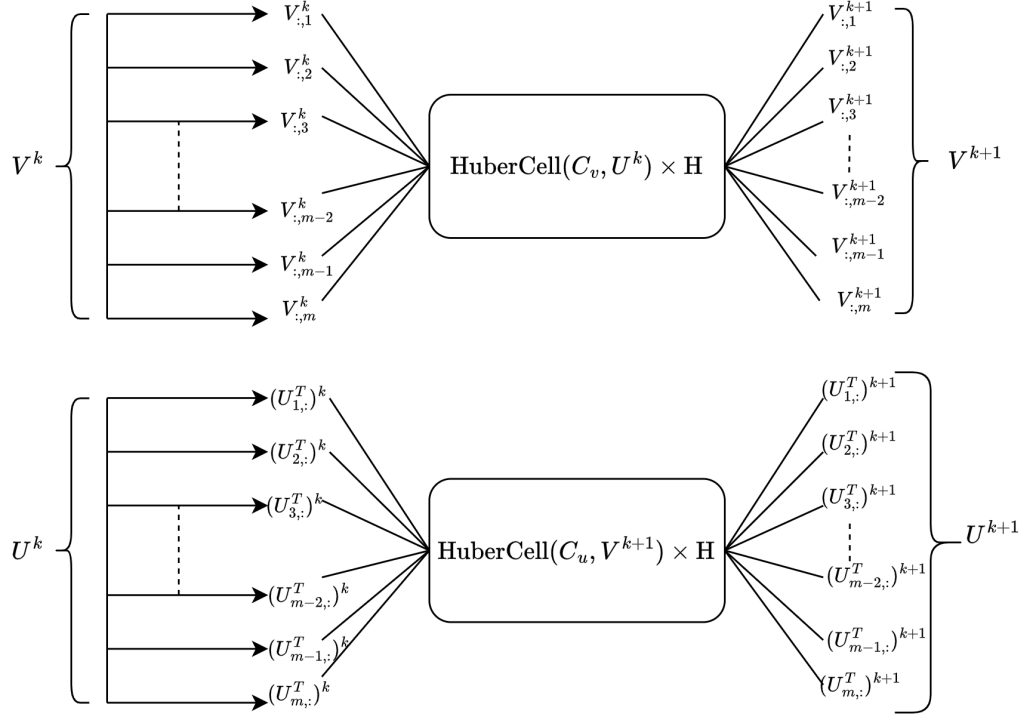 V^k
V^k_{:,1}
V^k_{:,2}
V^k_{:,3}
V^k_{:,m-2}
V^k_{:,m-1}
V^k_{:,m}
HuberCell(C_v, U^k) × H
V^{k+1}_{:,1}
V^{k+1}_{:,2}
V^{k+1}_{:,3}
V^{k+1}_{:,m-2}
V^{k+1}_{:,m-1}
V^{k+1}_{:,m}
V^{k+1}
U^k
(U^T_{1,:})^k
(U^T_{2,:})^k
(U^T_{3,:})^k
(U^T_{m-2,:})^k
(U^T_{m-1,:})^k
(U^T_{m,:})^k
HuberCell(C_u, V^{k+1}) × H
(U^T_{1,:})^{k+1}
(U^T_{2,:})^{k+1}
(U^T_{3,:})^{k+1}
(U^T_{m-2,:})^{k+1}
(U^T_{m-1,:})^{k+1}
(U^T_{m,:})^{k+1}
U^{k+1}